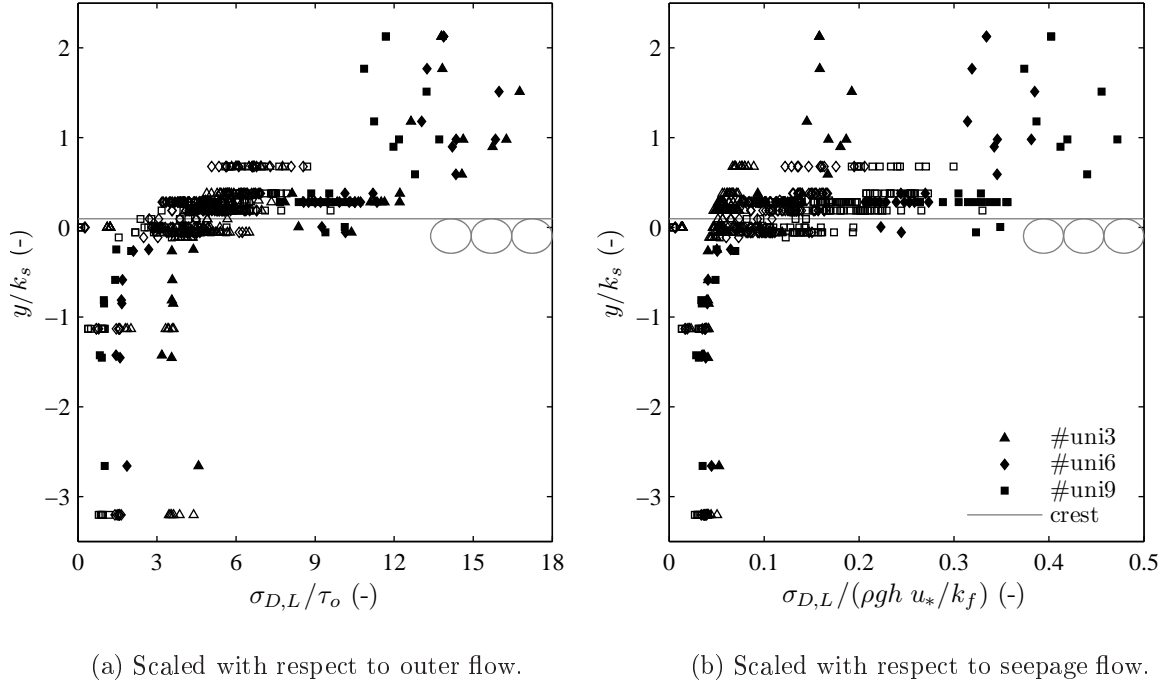 2
1
0
−1
−2
−3
y/k_s (-)
0 3 6 9 12 15 18
σ_{D,L}/τ_o (-)
2
1
0
−1
−2
−3
y/k_s (-)
#uni3
#uni6
#uni9
crest
0 0.1 0.2 0.3 0.4 0.5
σ_{D,L}/(ρgh u_*/k_f) (-)
(a) Scaled with respect to outer flow.
(b) Scaled with respect to seepage flow.